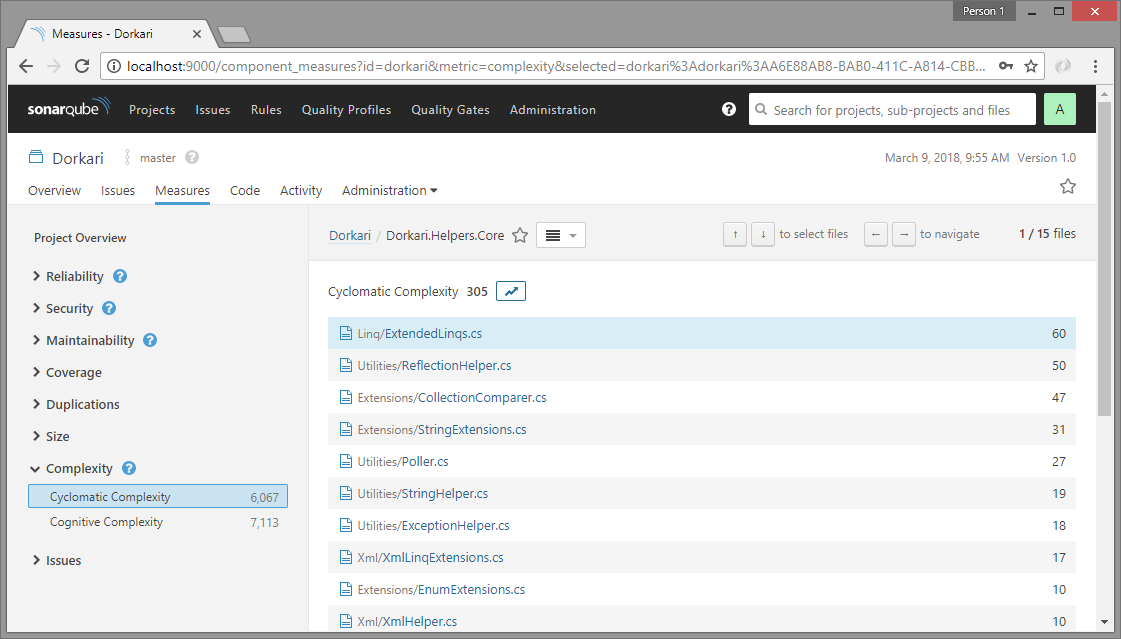 Person 1
Measures - Dorkari
localhost:9000/component_measures?id=dorkari&metric=complexity&selected=dorkari%3Adorkari%3AA6E88AB8-BAB0-411C-A814-CBB...
sonarqube Projects Issues Rules Quality Profiles Quality Gates Administration ? Search for projects, sub-projects and files A
Dorkari master ? March 9, 2018, 9:55 AM Version 1.0
Overview Issues Measures Code Activity Administration
Project Overview
Reliability ?
Security ?
Maintainability ?
Coverage
Duplications
Size
Complexity ?
Cyclomatic Complexity 6,067
Cognitive Complexity 7,113
Issues
Dorkari / Dorkari.Helpers.Core ↑ ↓ to select files ← → to navigate 1 / 15 files
Cyclomatic Complexity 305
Linq/ExtendedLinqs.cs 60
Utilities/ReflectionHelper.cs 50
Extensions/CollectionComparer.cs 47
Extensions/StringExtensions.cs 31
Utilities/Poller.cs 27
Utilities/StringHelper.cs 19
Utilities/ExceptionHelper.cs 18
Xml/XmlLinqExtensions.cs 17
Extensions/EnumExtensions.cs 10
Xml/XmlHelper.cs 10